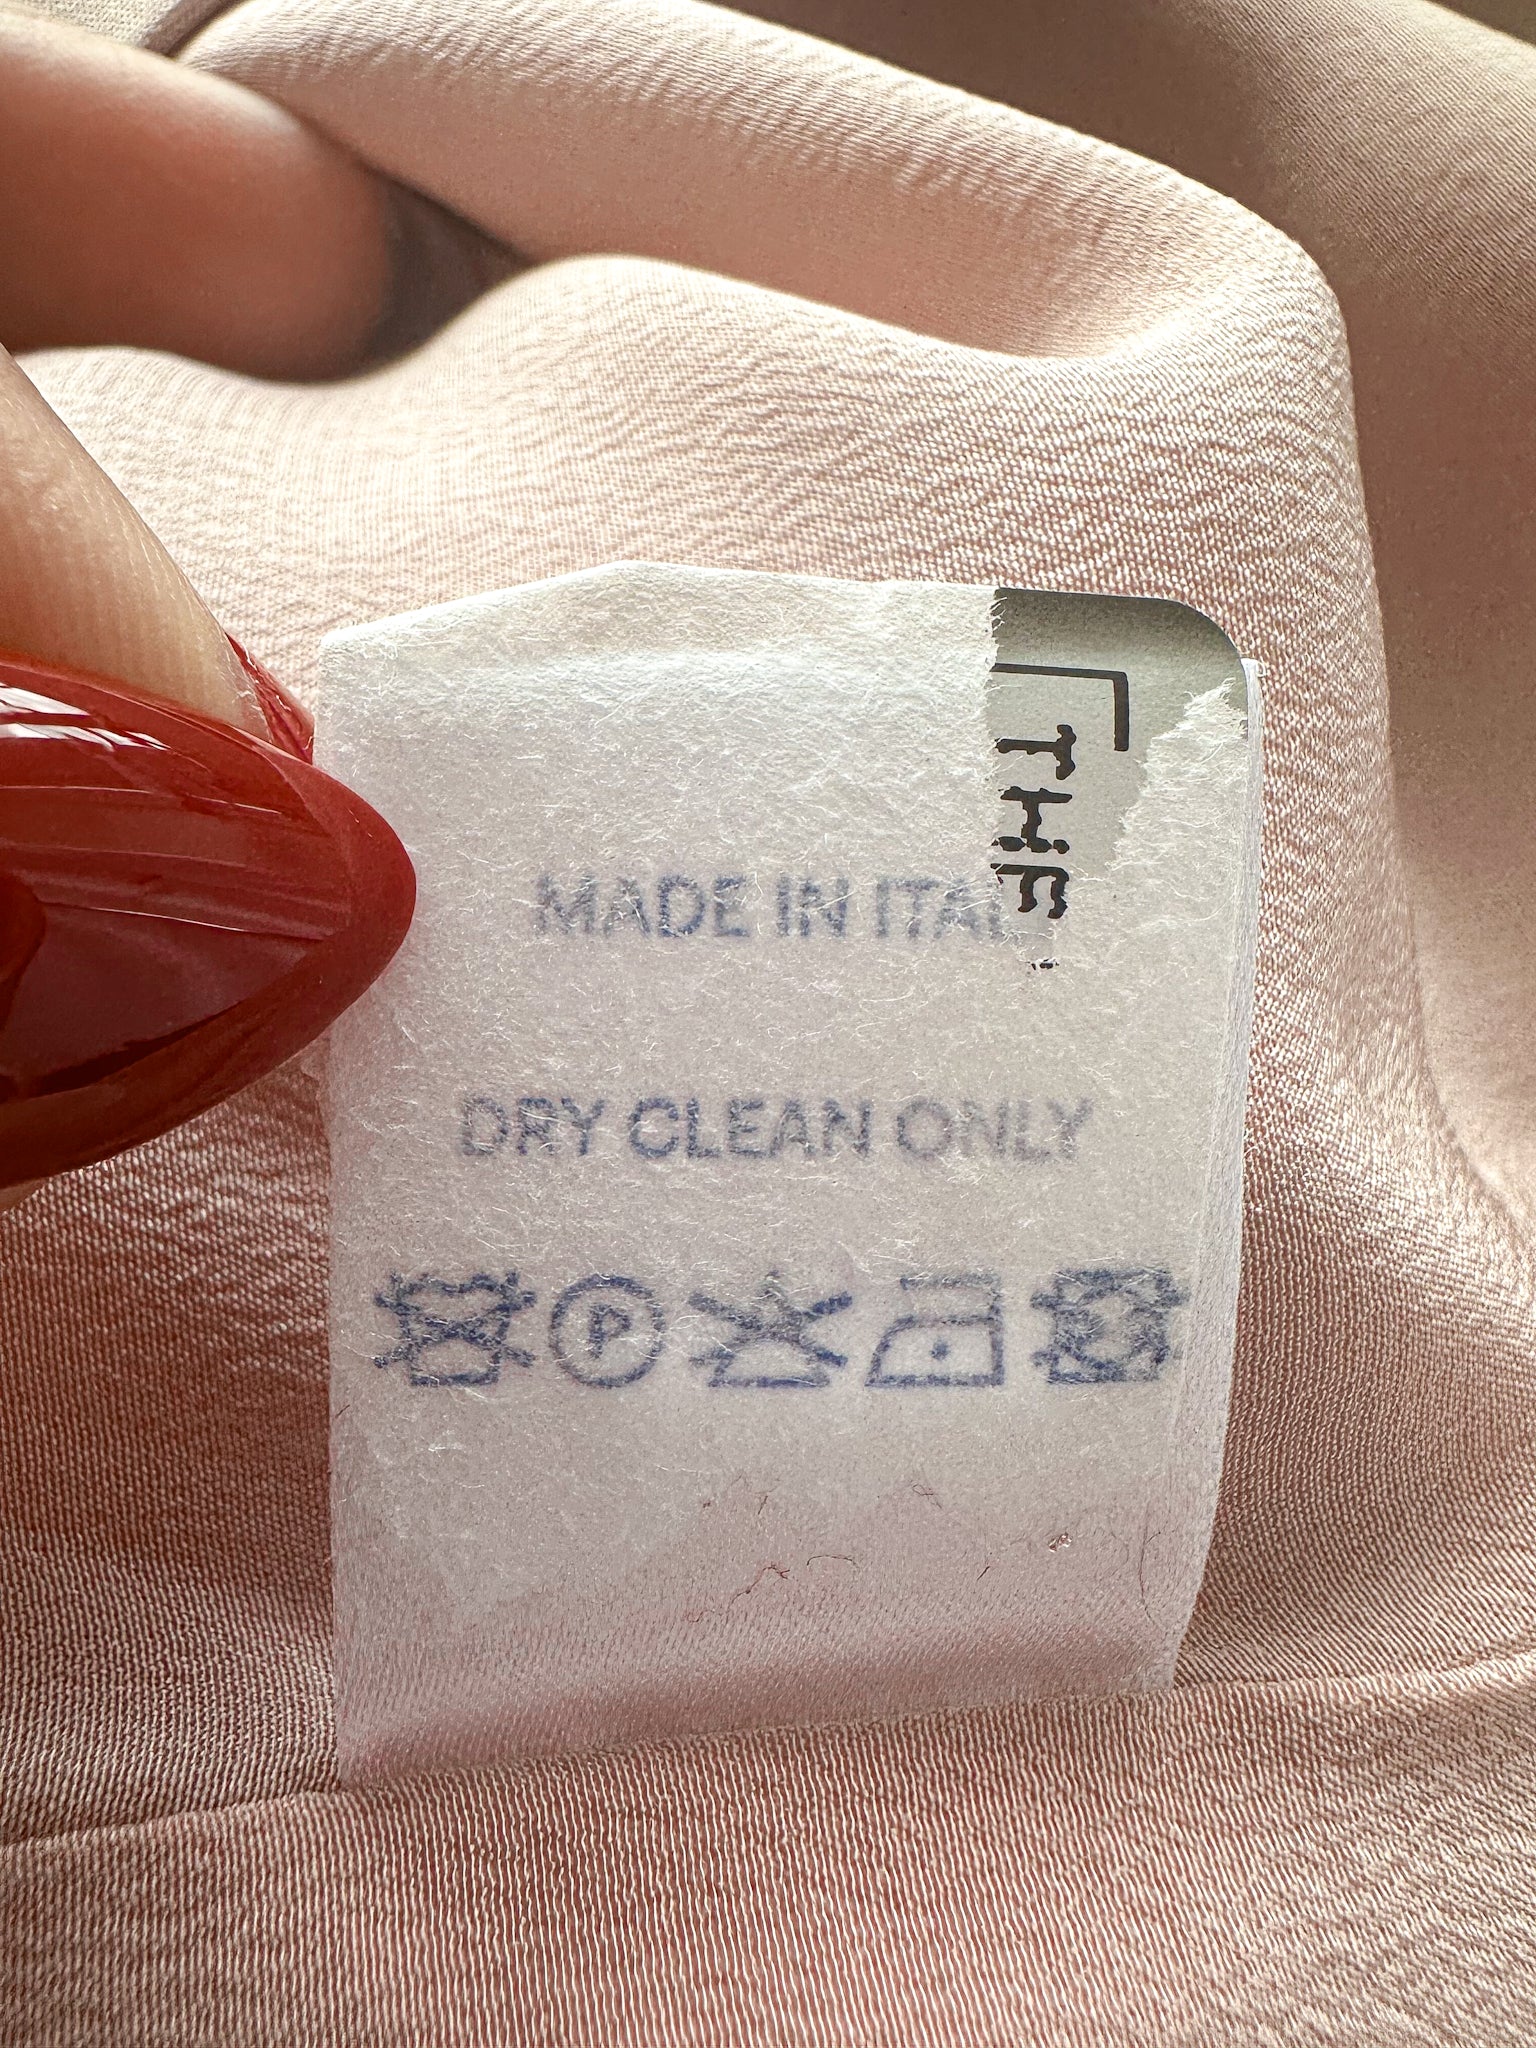 THE
MADE IN ITAL
DRY CLEAN ONLY
P